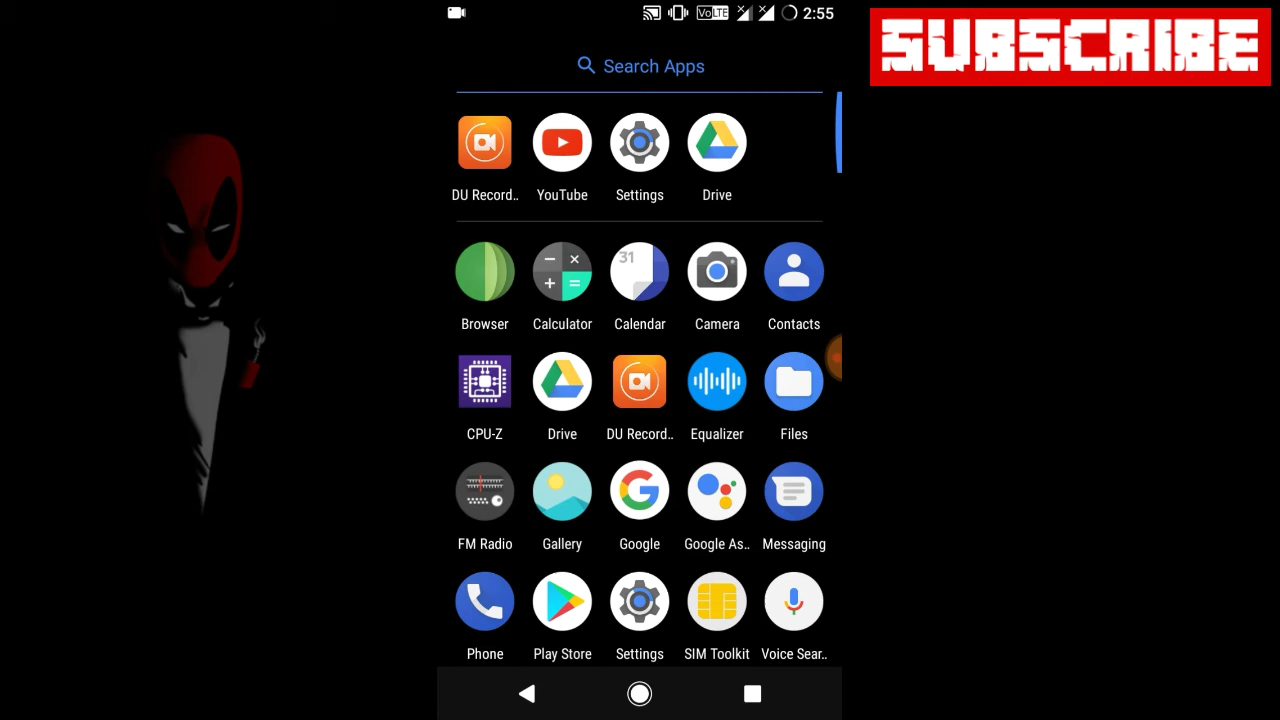 VoLTE 2:55
SUBSCRIBE
Search Apps
DU Record.. YouTube Settings Drive
31
Browser Calculator Calendar Camera Contacts
CPU-Z Drive DU Record.. Equalizer Files
G
FM Radio Gallery Google Google As.. Messaging
Phone Play Store Settings SIM Toolkit Voice Sear..